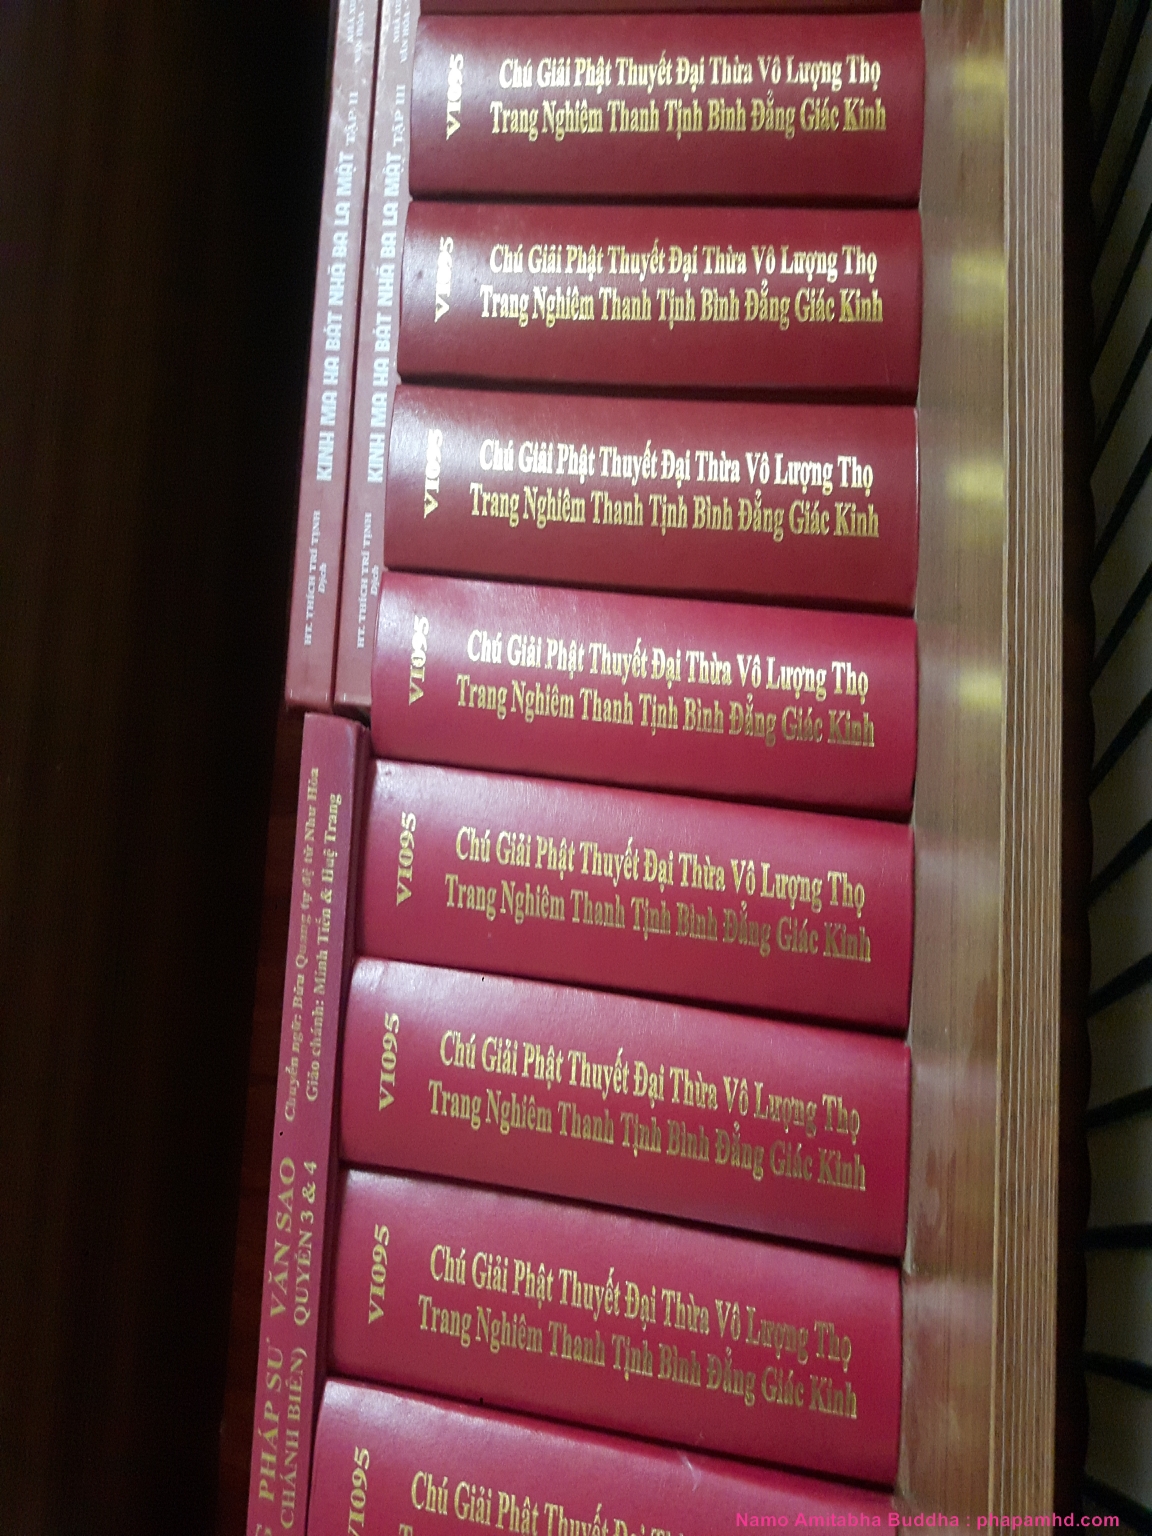 TẬP II
KINH MA HA BÁT NHÃ BA LA MẬT
HT. THÍCH TRÍ TỊNH
Dịch
TẬP III
KINH MA HA BÁT NHÃ BA LA MẬT
HT. THÍCH TRÍ TỊNH
Dịch
VI095
Chú Giải Phật Thuyết Đại Thừa Vô Lượng Thọ
Trang Nghiêm Thanh Tịnh Bình Đẳng Giác Kinh
VI095
Chú Giải Phật Thuyết Đại Thừa Vô Lượng Thọ
Trang Nghiêm Thanh Tịnh Bình Đẳng Giác Kinh
VI095
Chú Giải Phật Thuyết Đại Thừa Vô Lượng Thọ
Trang Nghiêm Thanh Tịnh Bình Đẳng Giác Kinh
VI095
Chú Giải Phật Thuyết Đại Thừa Vô Lượng Thọ
Trang Nghiêm Thanh Tịnh Bình Đẳng Giác Kinh
VI095
Chú Giải Phật Thuyết Đại Thừa Vô Lượng Thọ
Trang Nghiêm Thanh Tịnh Bình Đẳng Giác Kinh
VI095
Chú Giải Phật Thuyết Đại Thừa Vô Lượng Thọ
Trang Nghiêm Thanh Tịnh Bình Đẳng Giác Kinh
VI095
Chú Giải Phật Thuyết Đại Thừa Vô Lượng Thọ
Trang Nghiêm Thanh Tịnh Bình Đẳng Giác Kinh
VI095
Chú Giải Phật Thuyết Đại Thừa Vô Lượng Thọ
PHÁP SƯ VĂN SAO
CHÁNH BIÊN) QUYỂN 3 & 4
Chuyển ngữ: Bửu Quang tự đệ tử Như Hòa
Giảo chánh: Minh Tiến & Huệ Trang
Namo Amitabha Buddha : phapamhd.com